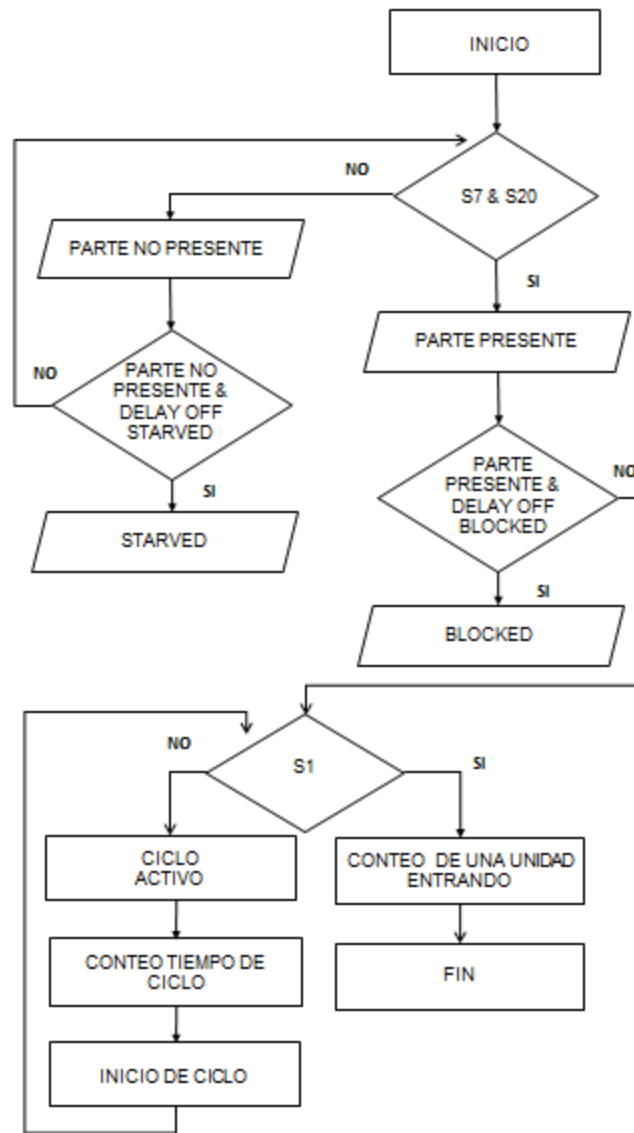 INICIO
NO
S7 & S20
PARTE NO PRESENTE
SI
PARTE PRESENTE
NO
PARTE NO
PRESENTE &
DELAY OFF
STARVED
PARTE
PRESENTE &
DELAY OFF
BLOCKED
NO
SI
STARVED
SI
BLOCKED
NO
S1
SI
CICLO
ACTIVO
CONTEO DE UNA UNIDAD
ENTRANDO
CONTEO TIEMPO DE
CICLO
FIN
INICIO DE CICLO